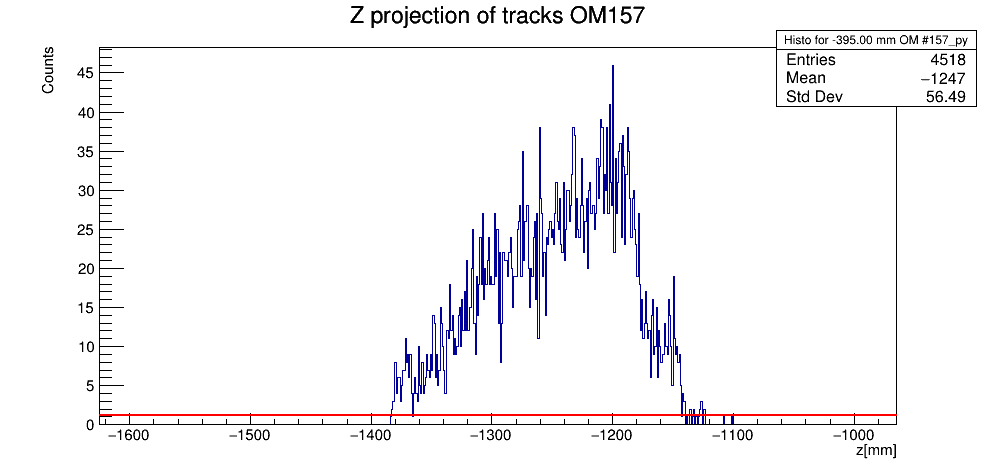 Z projection of tracks OM157
Histo for -395.00 mm OM #157_py
Entries 4518
Mean −1247
Std Dev 56.49
Counts
45
40
35
30
25
20
15
10
5
0
−1600 −1500 −1400 −1300 −1200 −1100 −1000
z[mm]